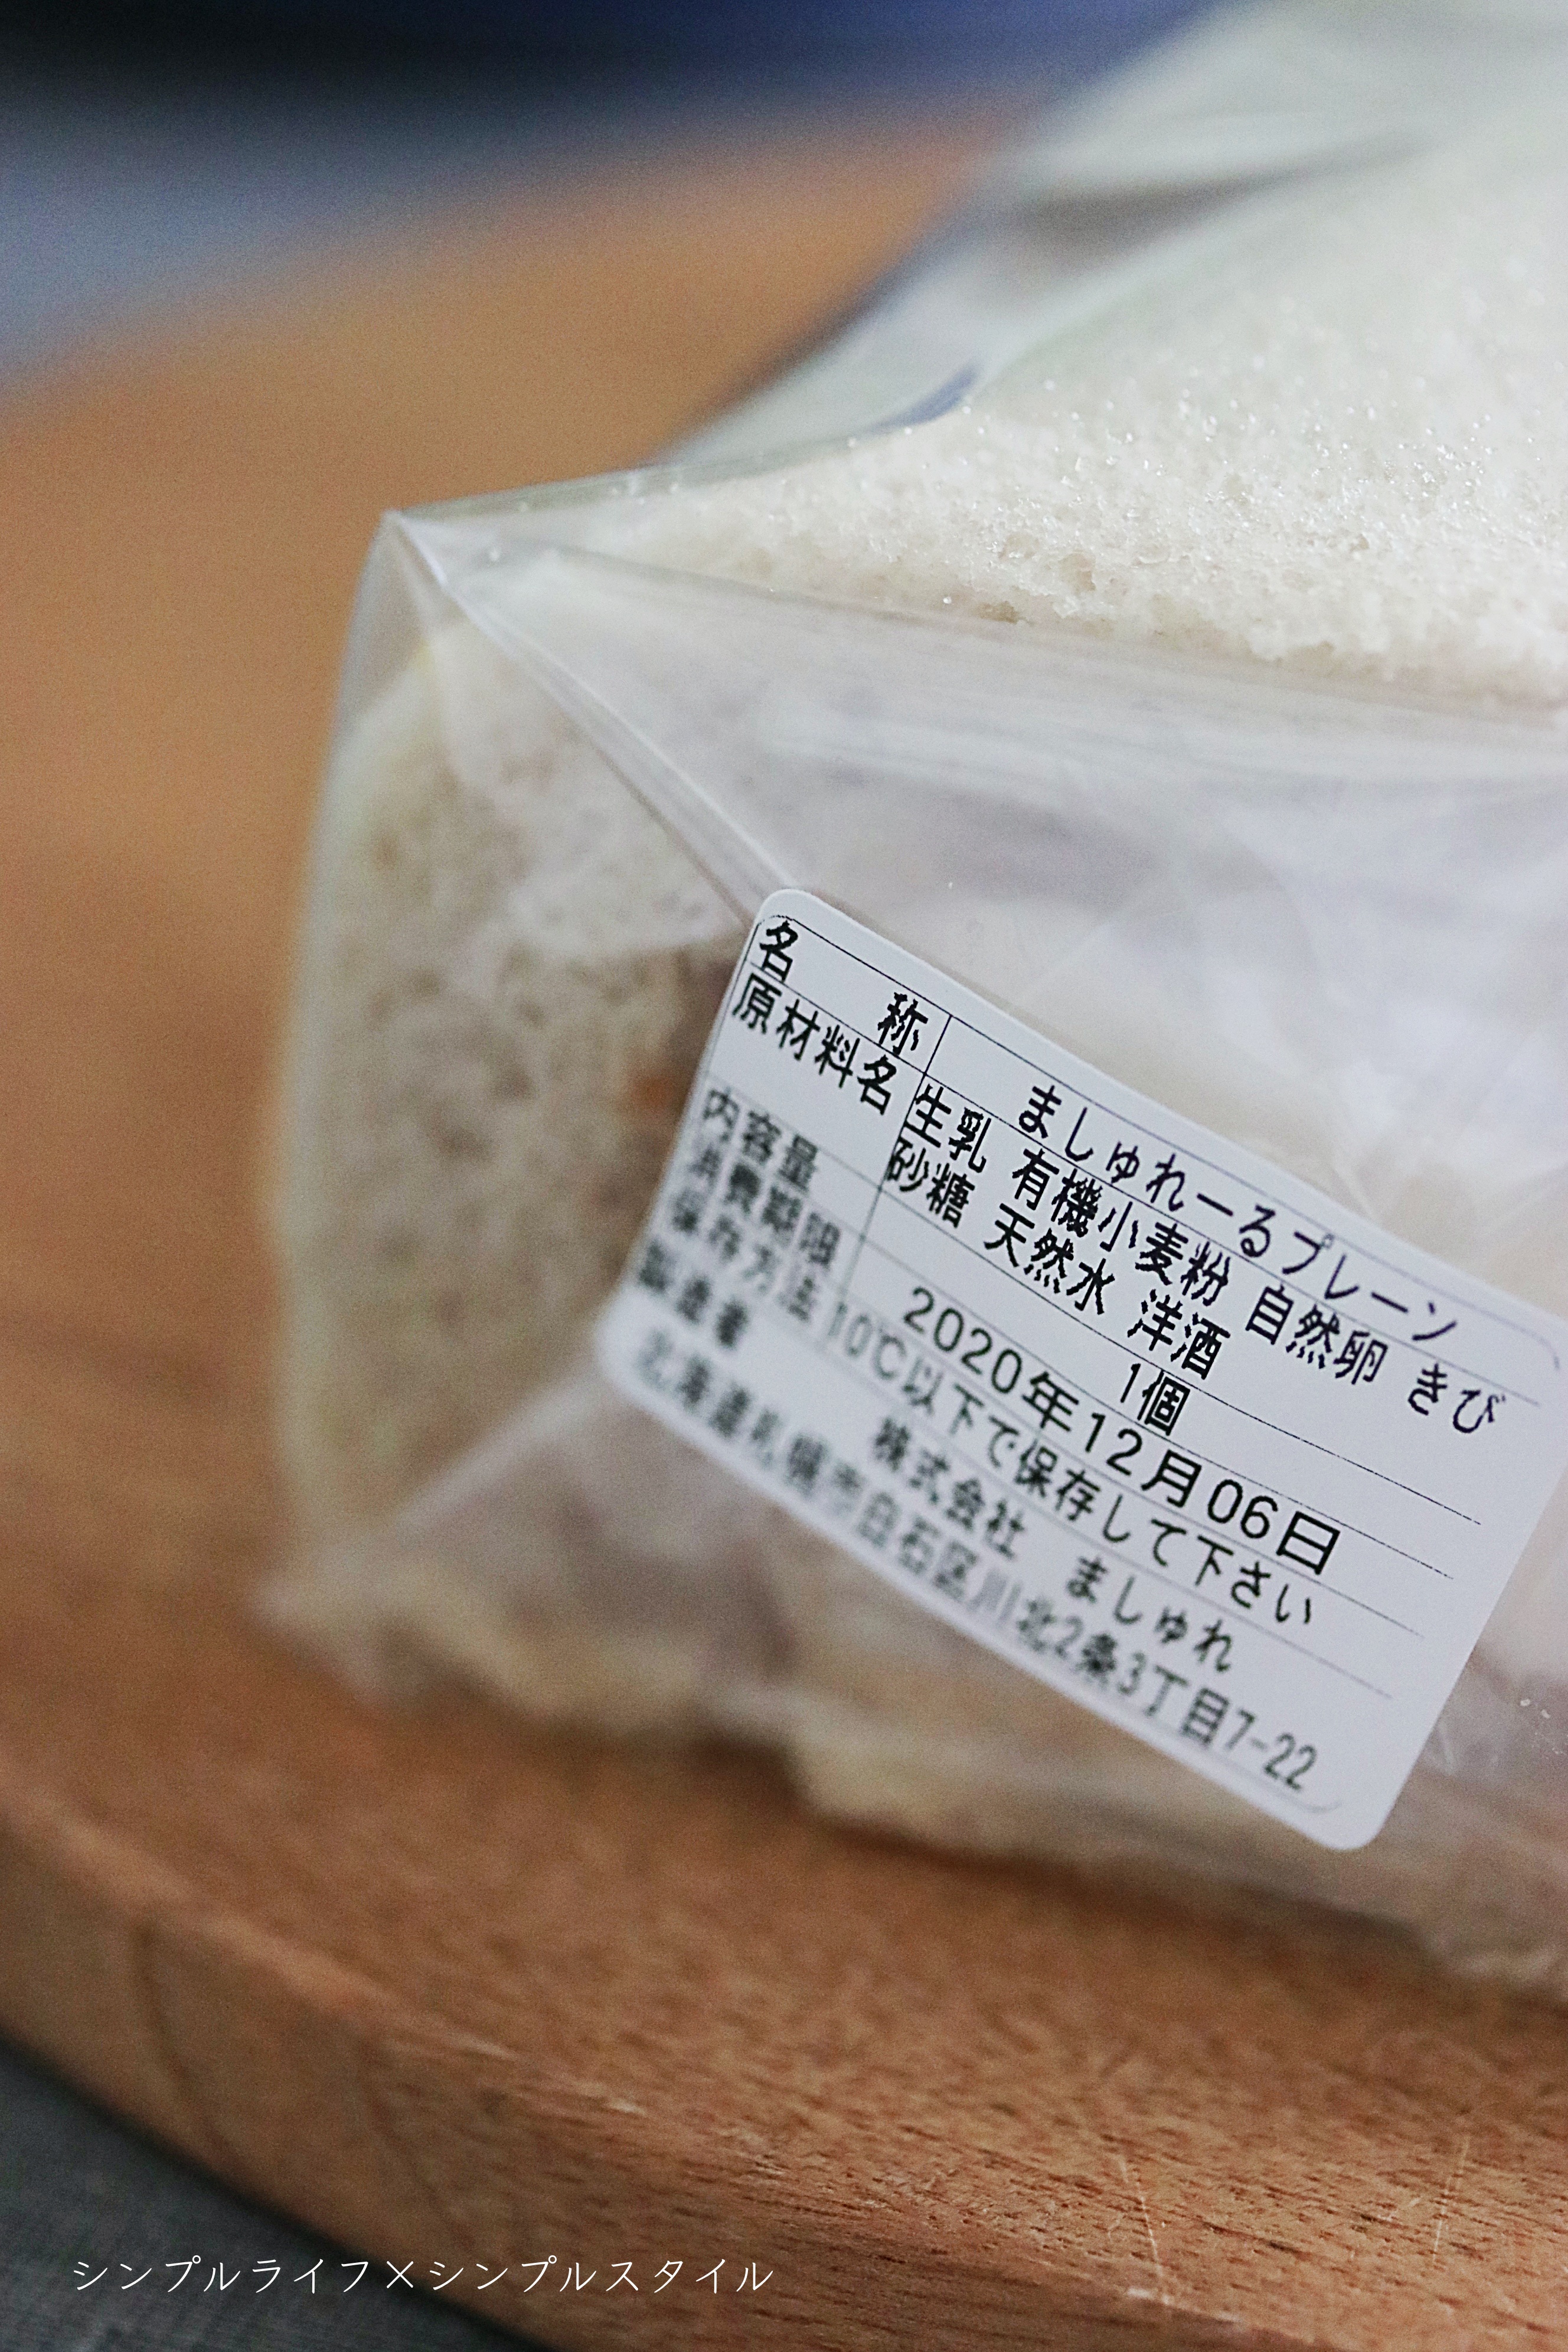 名称 ましゅれーるプレーン
原材料名 生乳 有機小麦粉 自然卵 きび
砂糖 天然水 洋酒
内容量 1個
消費期限 2020年12月06日
保存方法 10℃以下で保存して下さい
製造者 株式会社 ましゅれ
北海道札幌市白石区川北2条3丁目7-22
シンプルライフ×シンプルスタイル